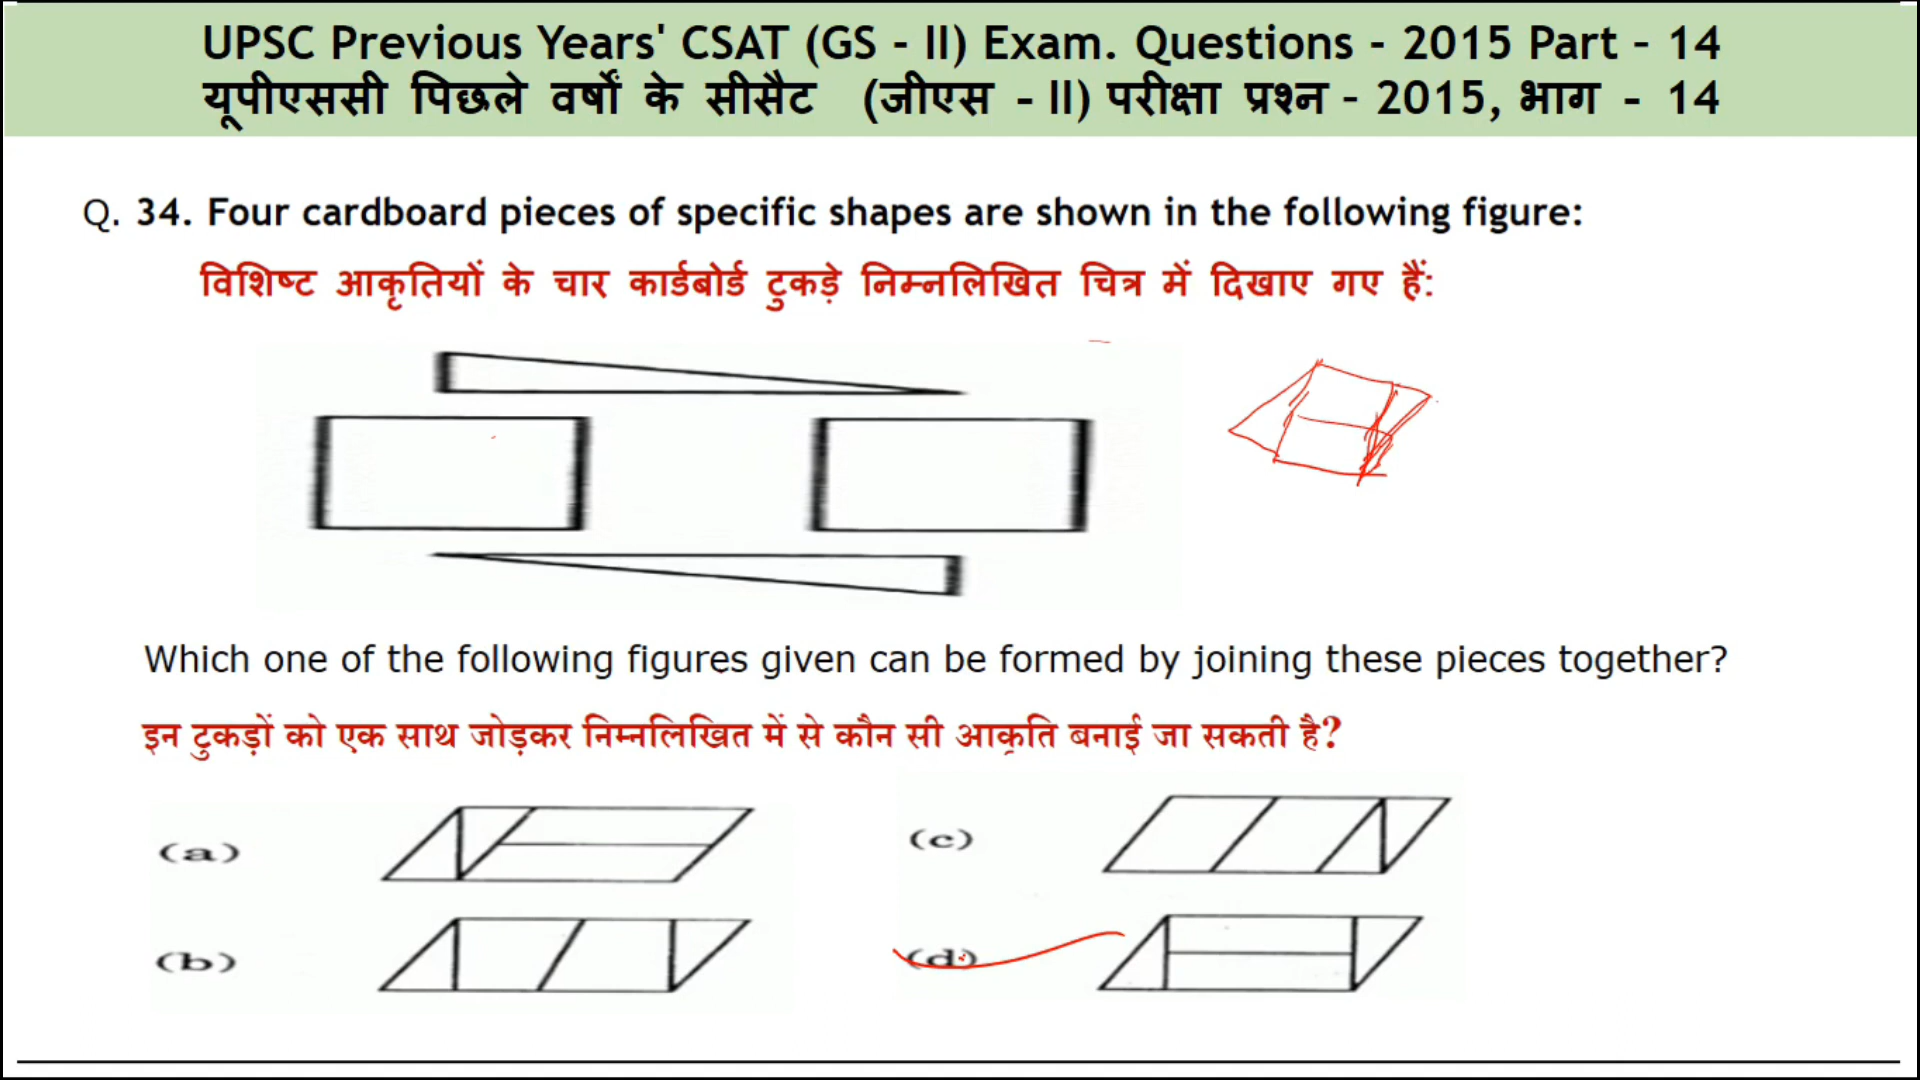 UPSC Previous Years' CSAT (GS - II) Exam. Questions - 2015 Part – 14
यूपीएससी पिछले वर्षों के सीसैट (जीएस - II) परीक्षा प्रश्न – 2015, भाग - 14
Q. 34. Four cardboard pieces of specific shapes are shown in the following figure:
विशिष्ट आकृतियों के चार कार्डबोर्ड टुकड़े निम्नलिखित चित्र में दिखाए गए हैं:
Which one of the following figures given can be formed by joining these pieces together?
इन टुकड़ों को एक साथ जोड़कर निम्नलिखित में से कौन सी आकृति बनाई जा सकती है?
(a)
(c)
(b)
(d)